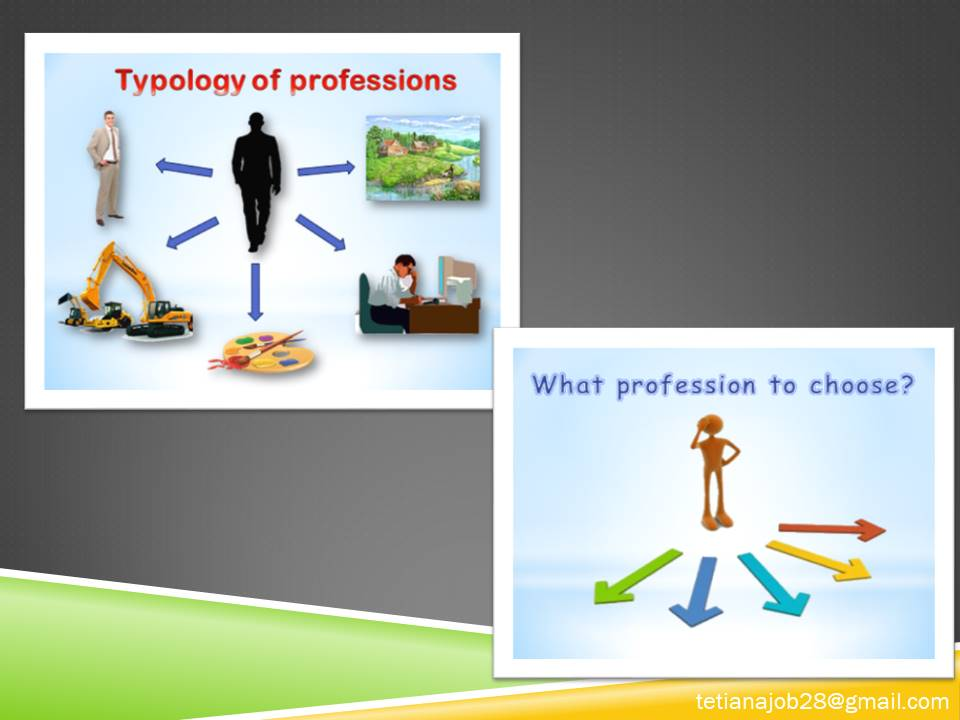 Typology of professions
What profession to choose?
tetianajob28@gmail.com